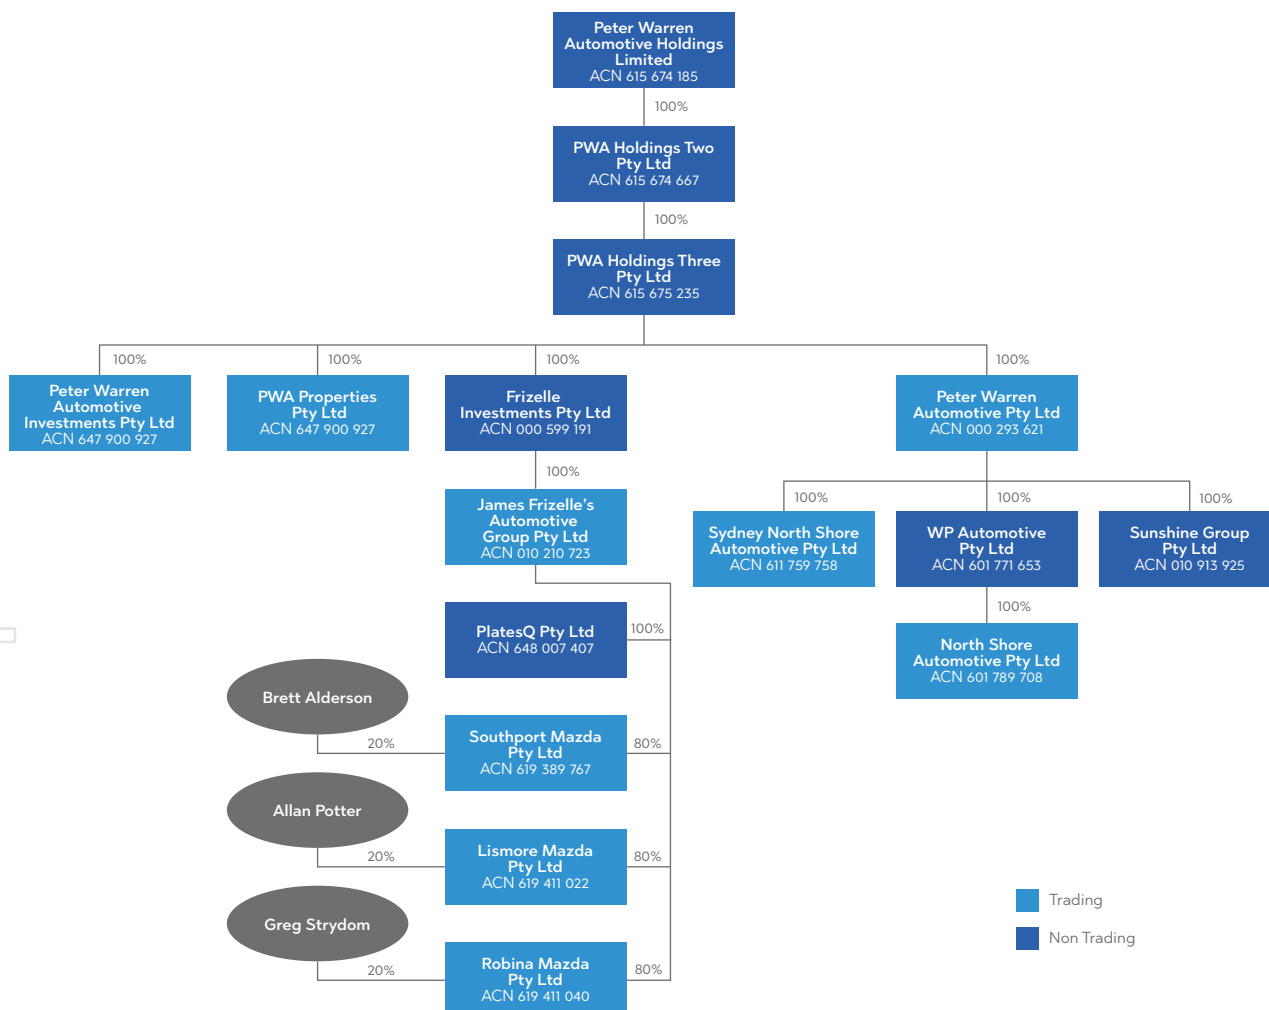 Peter Warren
Automotive Holdings
Limited
ACN 615 674 185
100%
PWA Holdings Two
Pty Ltd
ACN 615 674 667
100%
PWA Holdings Three
Pty Ltd
ACN 615 675 235
100%
100%
100%
100%
Peter Warren
Automotive
Investments Pty Ltd
ACN 647 900 927
PWA Properties
Pty Ltd
ACN 647 900 927
Frizelle
Investments Pty Ltd
ACN 000 599 191
Peter Warren
Automotive Pty Ltd
ACN 000 293 621
100%
James Frizelle's
Automotive
Group Pty Ltd
ACN 010 210 723
100%
100%
100%
Sydney North Shore
Automotive Pty Ltd
ACN 611 759 758
WP Automotive
Pty Ltd
ACN 601 771 653
Sunshine Group
Pty Ltd
ACN 010 913 925
100%
North Shore
Automotive Pty Ltd
ACN 601 789 708
PlatesQ Pty Ltd
ACN 648 007 407
100%
Brett Alderson
20%
Southport Mazda
Pty Ltd
ACN 619 389 767
80%
Allan Potter
20%
Lismore Mazda
Pty Ltd
ACN 619 411 022
80%
Greg Strydom
20%
Robina Mazda
Pty Ltd
ACN 619 411 040
80%
Trading
Non Trading